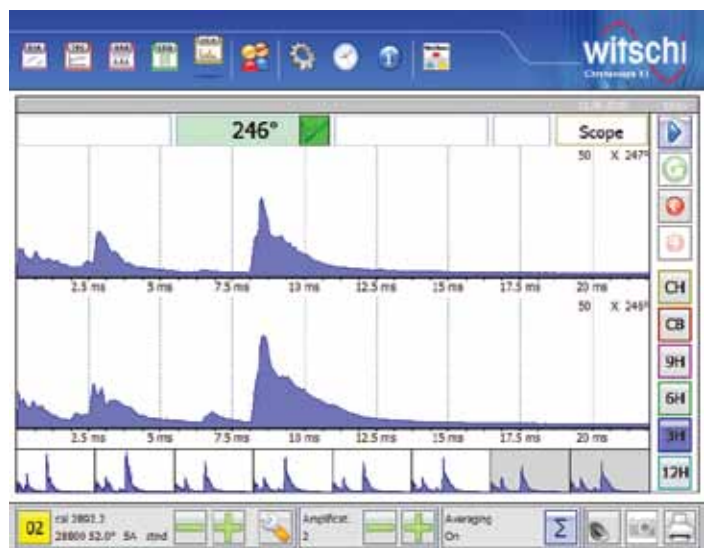 witschi
Chronoscope X1
246°
Scope
50 X 247°
2.5 ms 5 ms 7.5 ms 10 ms 12.5 ms 15 ms 17.5 ms 20 ms
50 X 246°
2.5 ms 5 ms 7.5 ms 10 ms 12.5 ms 15 ms 17.5 ms 20 ms
CH
CB
9H
6H
3H
12H
02
28800 52.0° SA stnd
Amplificat.
2
Averaging
On
Σ